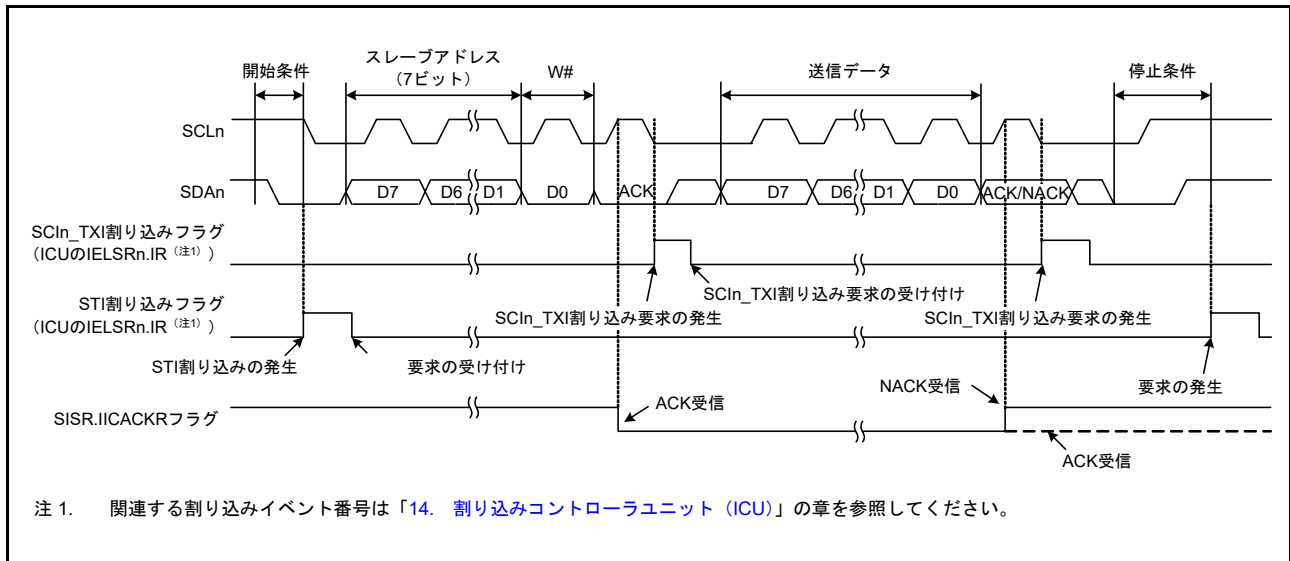 開始条件
スレーブアドレス
（7ビット）
W#
送信データ
停止条件
SCLn
SDAn
D7
D6
D1
D0
ACK
D7
D6
D1
D0
ACK/NACK
SCIn_TXI割り込みフラグ
（ICUのIELSRn.IR（注1））
SCIn_TXI割り込み要求の受け付け
STI割り込みフラグ
（ICUのIELSRn.IR（注1））
SCIn_TXI割り込み要求の発生
SCIn_TXI割り込み要求の発生
STI割り込みの発生
要求の受け付け
NACK受信
要求の発生
SISR.IICACKRフラグ
ACK受信
ACK受信
注 1. 関連する割り込みイベント番号は「14. 割り込みコントローラユニット（ICU）」の章を参照してください。